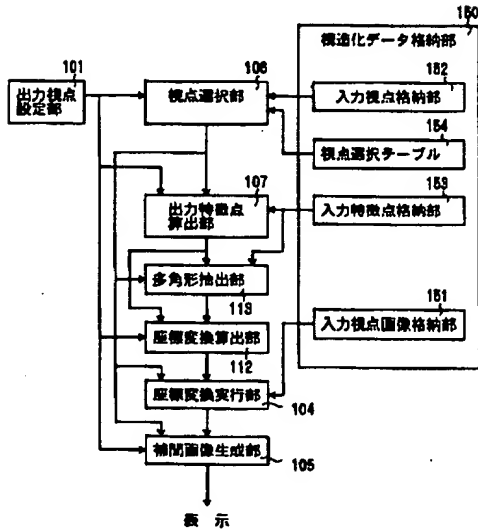 150
構造化データ格納部
101
106
152
出力視点
設定部
視点選択部
入力視点格納部
154
視点選択テーブル
107
153
出力特徴点
算出部
入力特徴点格納部
多角形抽出部
113
151
座標変換算出部
入力視点画像格納部
112
座標変換実行部
104
補間画像生成部
105
表 示